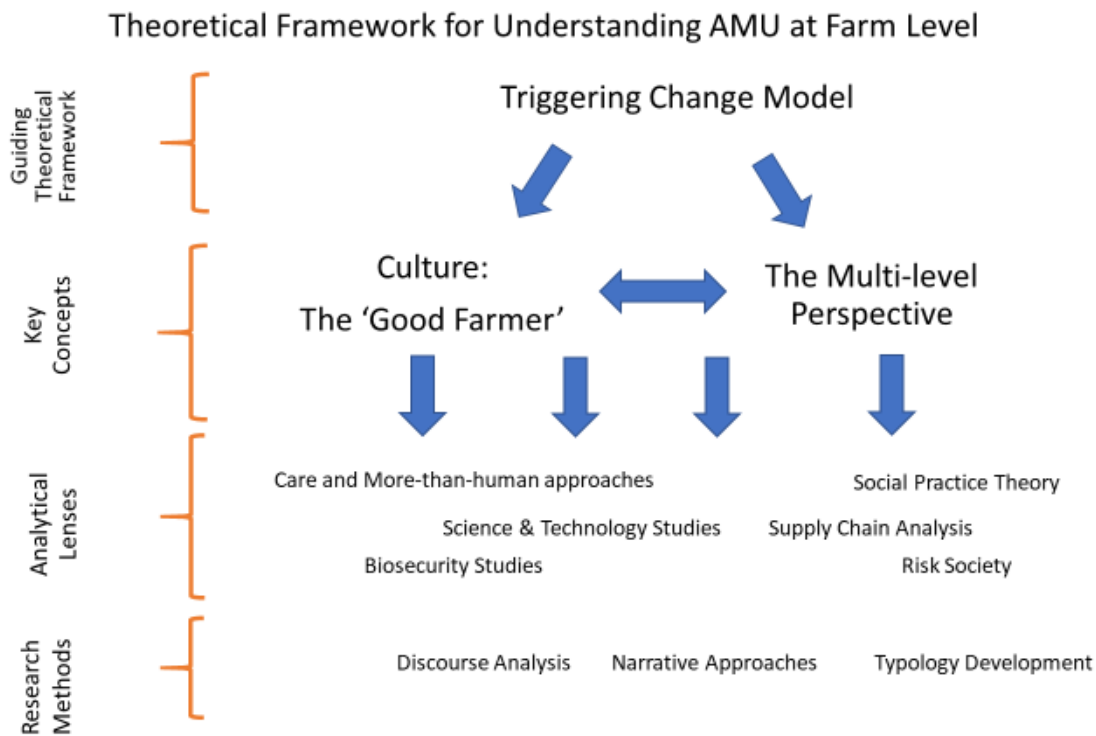 Theoretical Framework for Understanding AMU at Farm Level
Guiding
Theoretical
Framework
Triggering Change Model
Key
Concepts
Culture:
The ‘Good Farmer’
The Multi-level
Perspective
Analytical
Lenses
Care and More-than-human approaches
Social Practice Theory
Science & Technology Studies
Supply Chain Analysis
Biosecurity Studies
Risk Society
Research
Methods
Discourse Analysis
Narrative Approaches
Typology Development